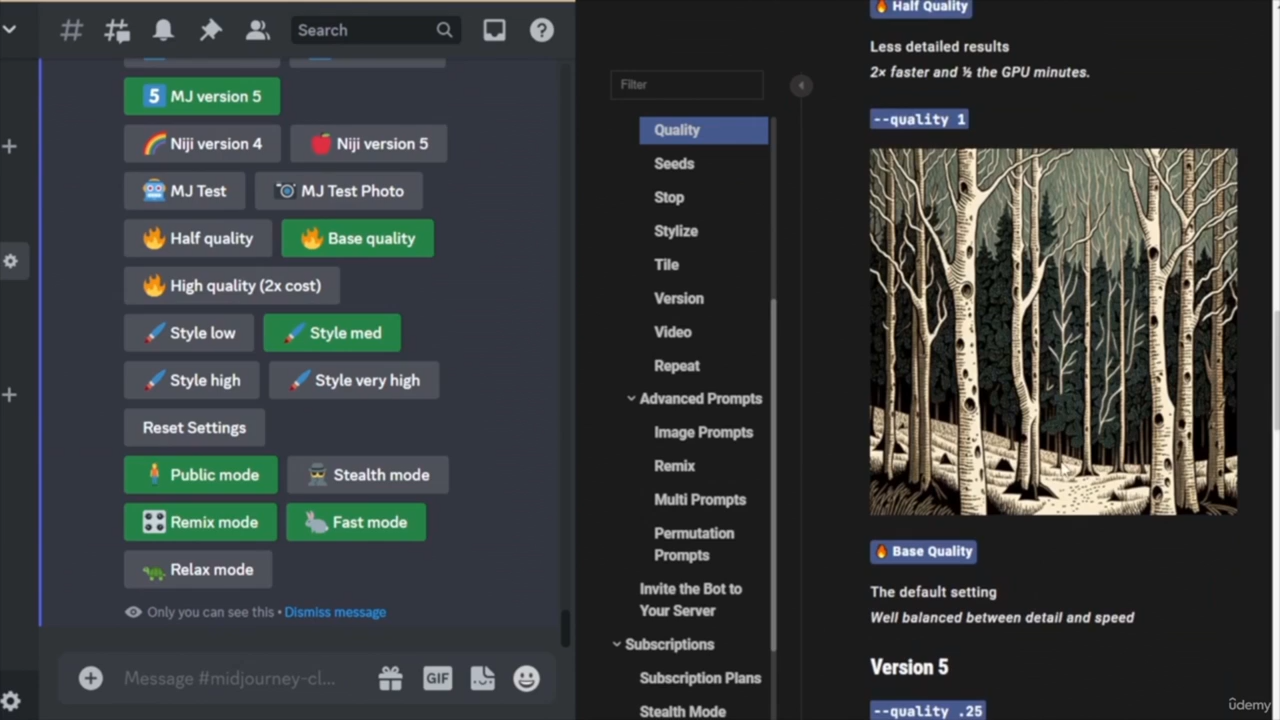 Search
5 MJ version 5
Niji version 4
Niji version 5
MJ Test
MJ Test Photo
Half quality
Base quality
High quality (2x cost)
Style low
Style med
Style high
Style very high
Reset Settings
Public mode
Stealth mode
Remix mode
Fast mode
Relax mode
Only you can see this • Dismiss message
Message #midjourney-cl...
GIF
Filter
Quality
Seeds
Stop
Stylize
Tile
Version
Video
Repeat
Advanced Prompts
Image Prompts
Remix
Multi Prompts
Permutation
Prompts
Invite the Bot to
Your Server
Subscriptions
Subscription Plans
Stealth Mode
Half Quality
Less detailed results
2× faster and ½ the GPU minutes.
--quality 1
Base Quality
The default setting
Well balanced between detail and speed
Version 5
--quality .25
udemy